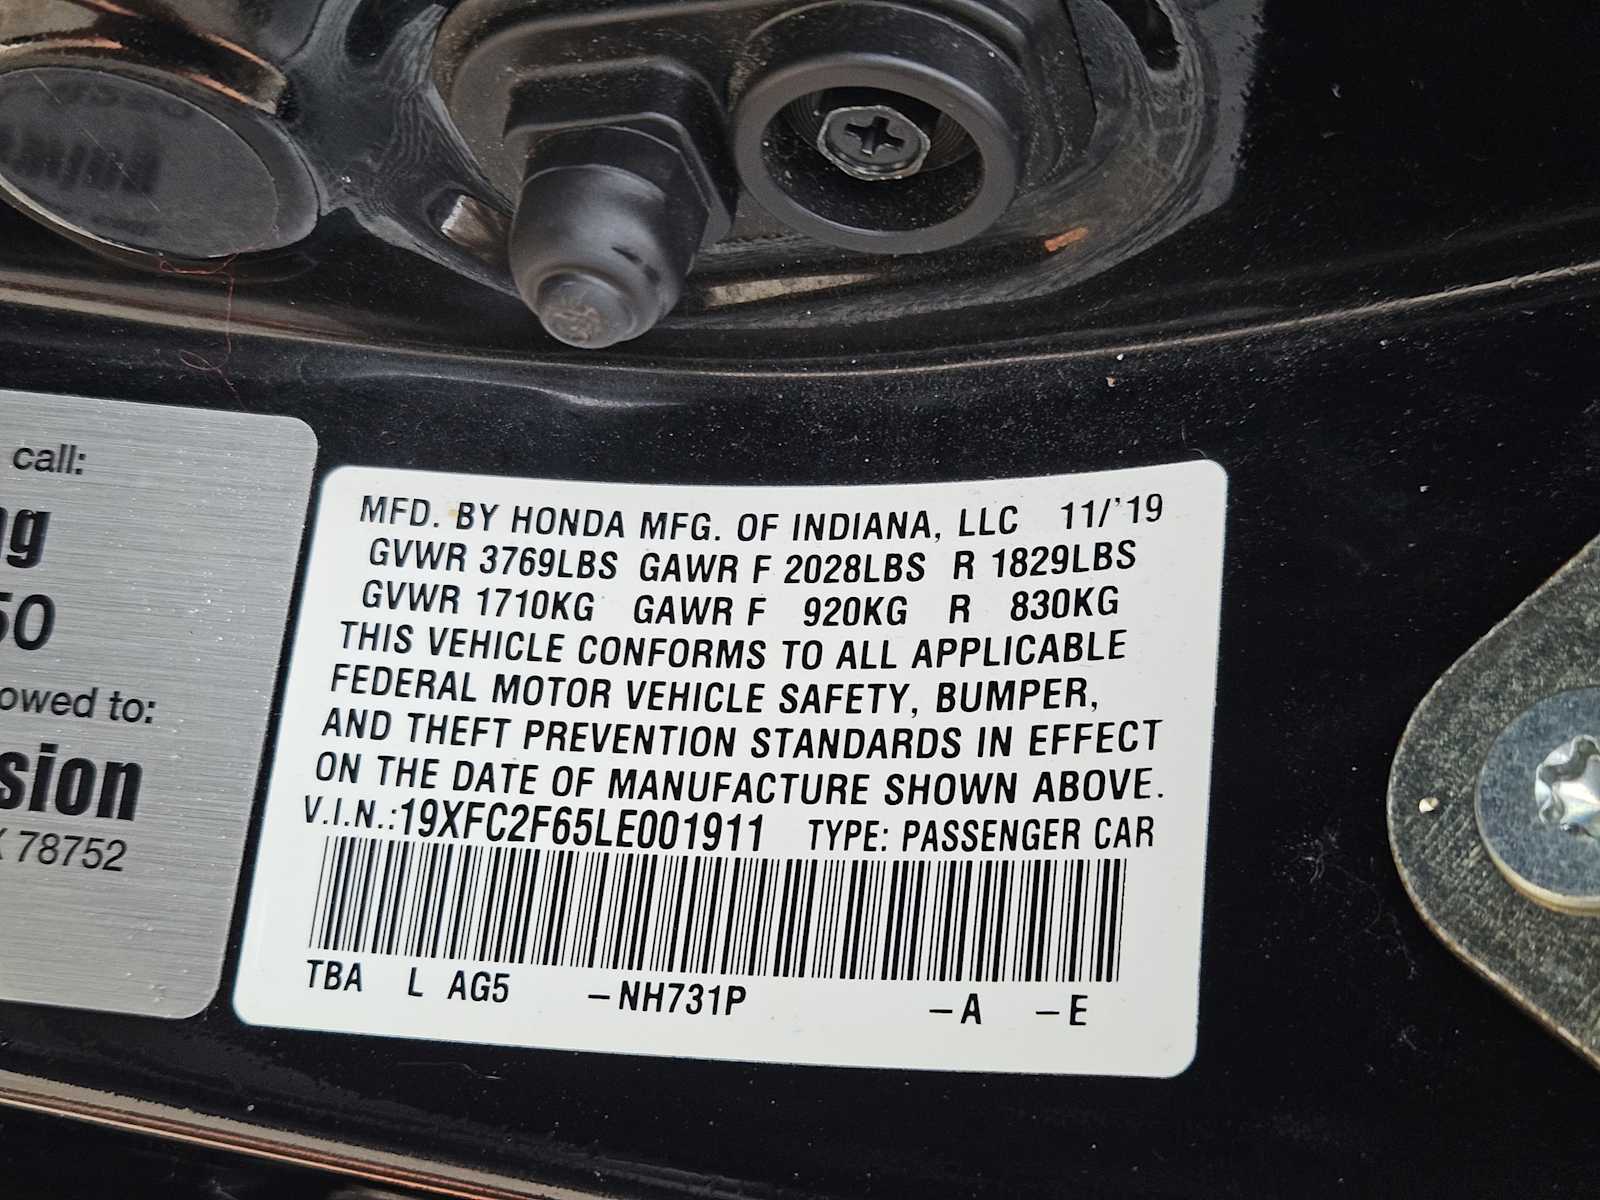 call:
ng
50
owed to:
sion
78752
MFD. BY HONDA MFG. OF INDIANA, LLC 11/'19
GVWR 3769LBS GAWR F 2028LBS R 1829LBS
GVWR 1710KG GAWR F 920KG R 830KG
THIS VEHICLE CONFORMS TO ALL APPLICABLE
FEDERAL MOTOR VEHICLE SAFETY, BUMPER,
AND THEFT PREVENTION STANDARDS IN EFFECT
ON THE DATE OF MANUFACTURE SHOWN ABOVE.
V.I.N.:19XFC2F65LE001911 TYPE: PASSENGER CAR
TBA L AG5 -NH731P -A -E